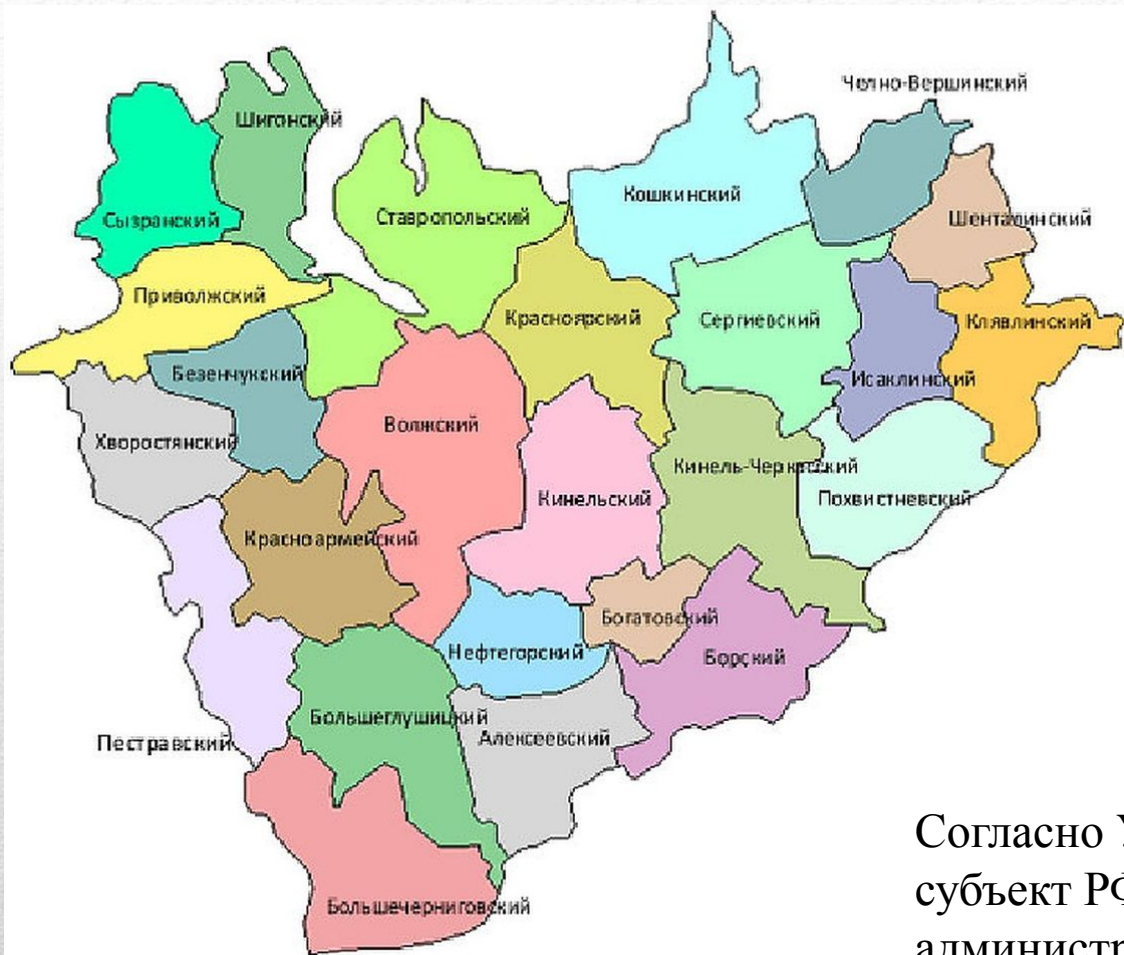 Челно-Вершинский
Шигонский
Кошкинский
Сызранский
Ставропольский
Шенталинский
Приволжский
Красноярский
Сергиевский
Клявлинский
Безенчукский
Исаклинский
Хворостянский
Волжский
Кинель-Черкасский
Кинельский
Похвистневский
Красноармейский
Богатовский
Нефтегорский
Борский
Большеглушицкий
Пестравский
Алексеевский
Большечерниговский
Согласно
субъект РФ